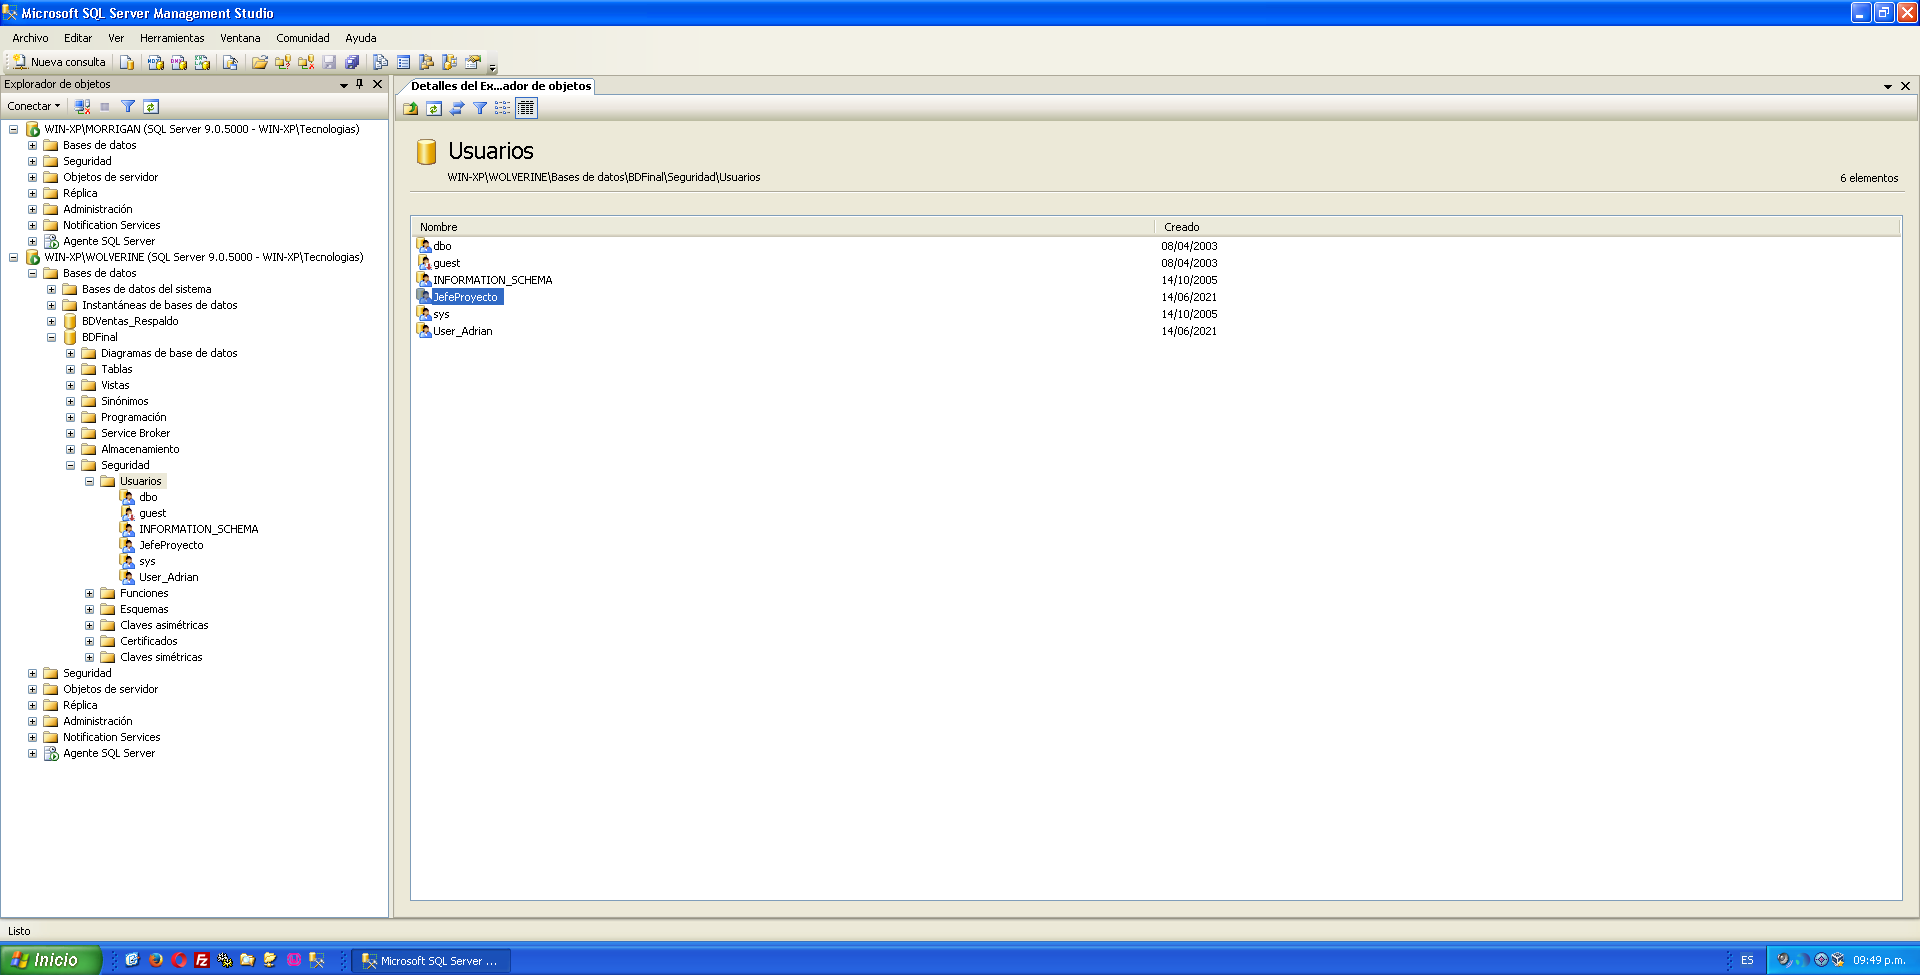 Microsoft SQL Server Management Studio
Archivo Editar Ver Herramientas Ventana Comunidad Ayuda
Nueva consulta
Explorador de objetos
Conectar
WIN-XP\MORRIGAN (SQL Server 9.0.5000 - WIN-XP\Tecnologias)
Bases de datos
Seguridad
Objetos de servidor
Réplica
Administración
Notification Services
Agente SQL Server
WIN-XP\WOLVERINE (SQL Server 9.0.5000 - WIN-XP\Tecnologias)
Bases de datos
Bases de datos del sistema
Instantáneas de bases de datos
BDVentas_Respaldo
BDFinal
Diagramas de base de datos
Tablas
Vistas
Sinónimos
Programación
Service Broker
Almacenamiento
Seguridad
Usuarios
dbo
guest
INFORMATION_SCHEMA
JefeProyecto
sys
User_Adrian
Funciones
Esquemas
Claves asimétricas
Certificados
Claves simétricas
Seguridad
Objetos de servidor
Réplica
Administración
Notification Services
Agente SQL Server
Detalles del Ex...ador de objetos
Usuarios
WIN-XP\WOLVERINE\Bases de datos\BDFinal\Seguridad\Usuarios
6 elementos
Nombre Creado
dbo 08/04/2003
guest 08/04/2003
INFORMATION_SCHEMA 14/10/2005
JefeProyecto 14/06/2021
sys 14/10/2005
User_Adrian 14/06/2021
Listo
Inicio
Microsoft SQL Server ...
ES
09:49 p.m.